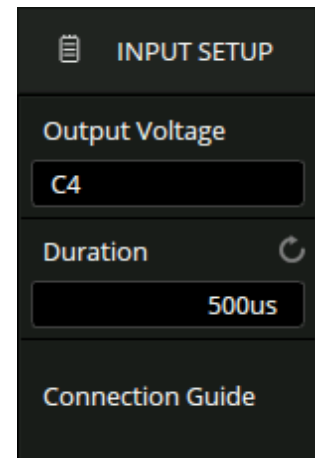 INPUT SETUP
Output Voltage
C4
Duration
500us
Connection Guide